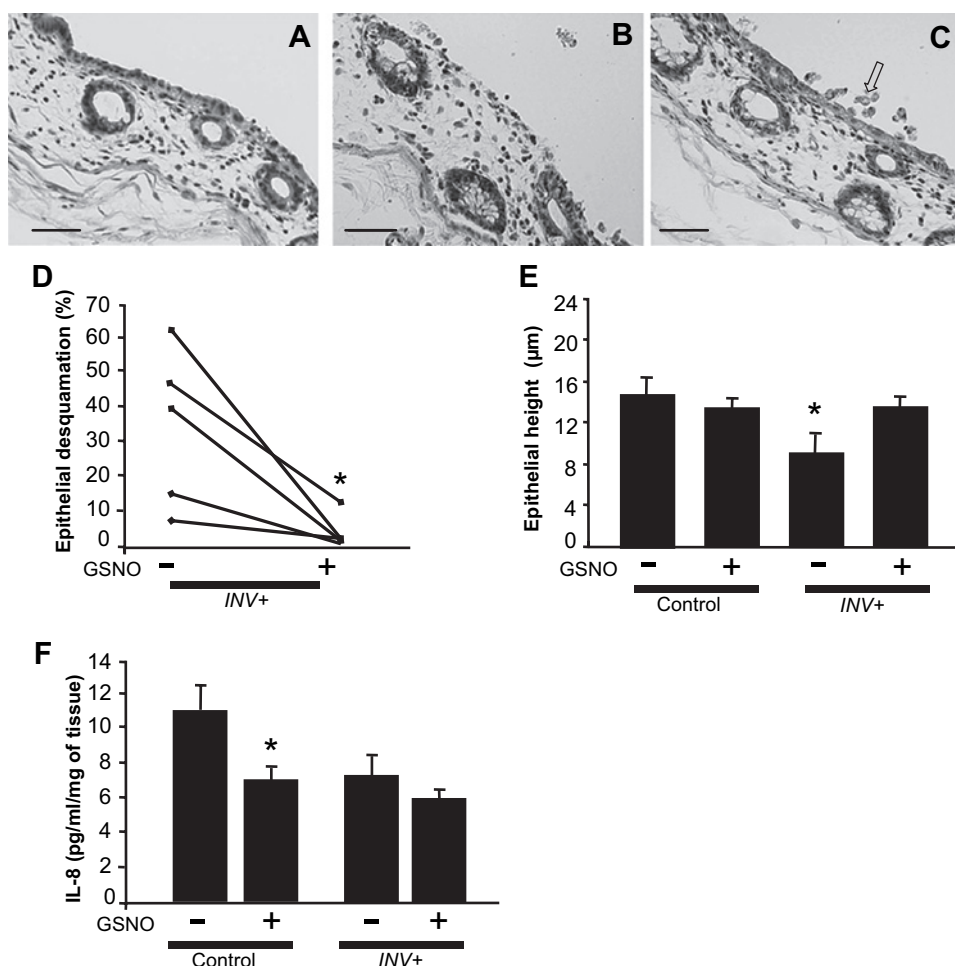 A
B
C
D
Epithelial desquamation (%)
70
60
50
40
30
20
10
0
*
GSNO
−
+
INV+
E
Epithelial height (µm)
24
20
16
12
8
4
0
*
GSNO
−
+
−
+
Control
INV+
F
IL-8 (pg/ml/mg of tissue)
14
12
10
8
6
4
2
0
*
GSNO
−
+
−
+
Control
INV+